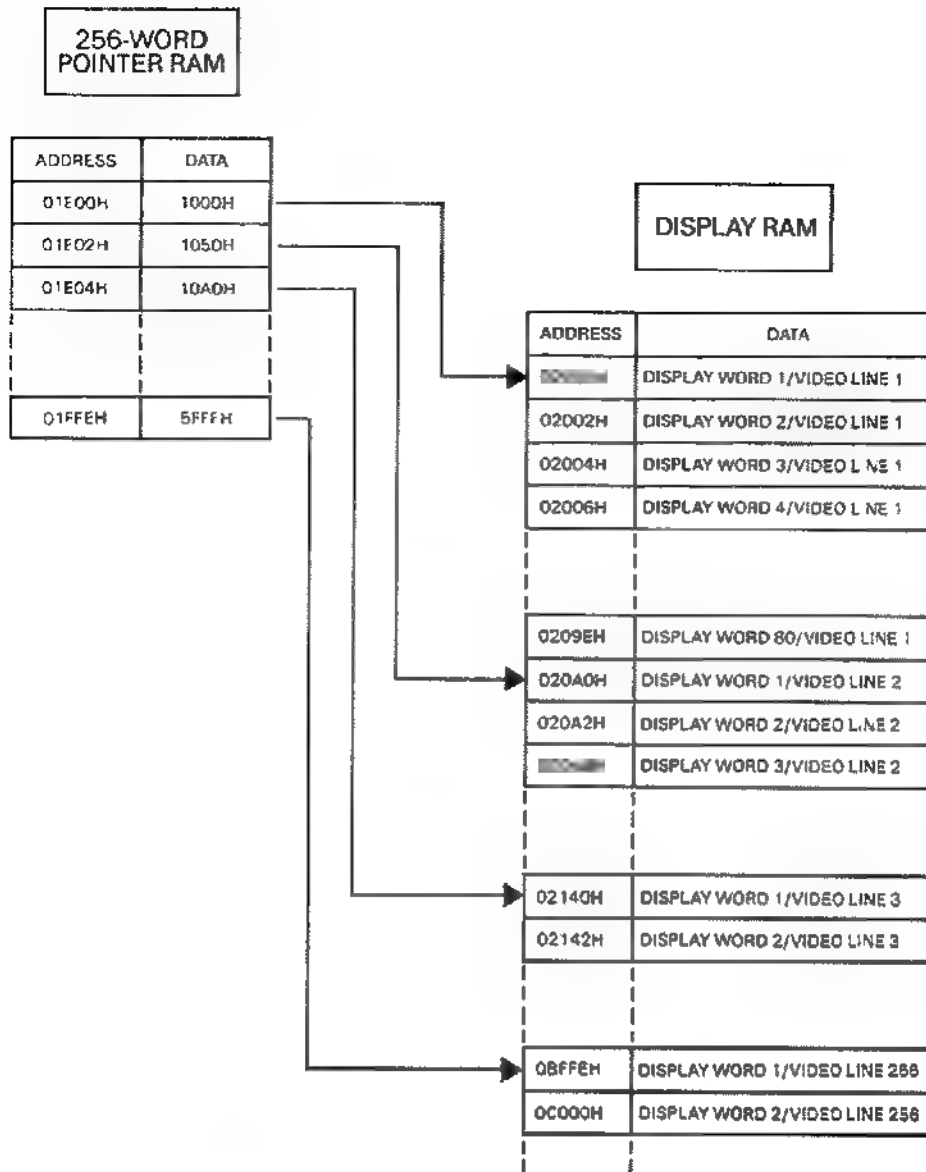 256-WORD
POINTER RAM
ADDRESS DATA
01E00H 1000H
01E02H 1050H
01E04H 10A0H
01FFEH 5FFFH
DISPLAY RAM
ADDRESS DATA
DISPLAY WORD 1/VIDEO LINE 1
02002H DISPLAY WORD 2/VIDEO LINE 1
02004H DISPLAY WORD 3/VIDEO LINE 1
02006H DISPLAY WORD 4/VIDEO LINE 1
0209EH DISPLAY WORD 80/VIDEO LINE 1
020A0H DISPLAY WORD 1/VIDEO LINE 2
020A2H DISPLAY WORD 2/VIDEO LINE 2
DISPLAY WORD 3/VIDEO LINE 2
02140H DISPLAY WORD 1/VIDEO LINE 3
02142H DISPLAY WORD 2/VIDEO LINE 3
0BFFEH DISPLAY WORD 1/VIDEO LINE 256
0C000H DISPLAY WORD 2/VIDEO LINE 256